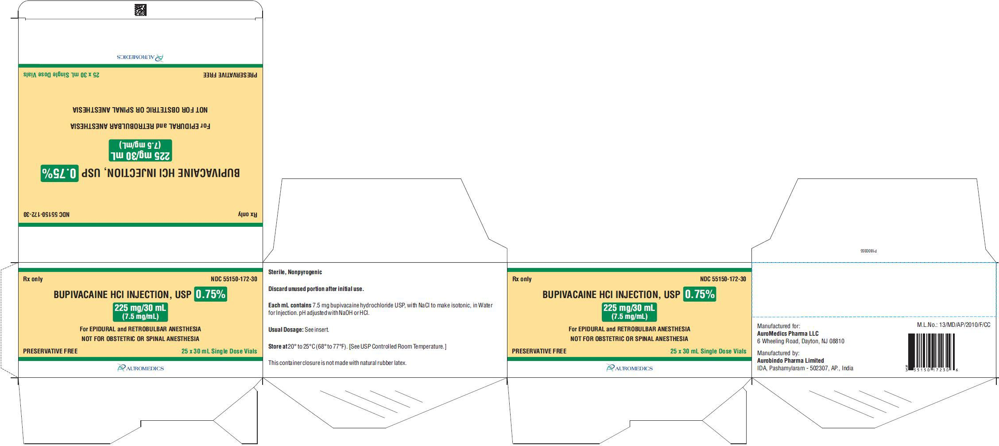 AUROMEDICS
25 x 30 mL Single Dose Vials
PRESERVATIVE FREE
NOT FOR OBSTETRIC OR SPINAL ANESTHESIA
For EPIDURAL and RETROBULBAR ANESTHESIA
225 mg/30 mL
(7.5 mg/mL)
BUPIVACAINE HCl INJECTION, USP 0.75%
NDC 55150-172-30
Rx only
P1800355
Rx only
NDC 55150-172-30
BUPIVACAINE HCl INJECTION, USP 0.75%
225 mg/30 mL
(7.5 mg/mL)
For EPIDURAL and RETROBULBAR ANESTHESIA
NOT FOR OBSTETRIC OR SPINAL ANESTHESIA
PRESERVATIVE FREE
25 x 30 mL Single Dose Vials
AUROMEDICS
Sterile, Nonpyrogenic
Discard unused portion after initial use.
Each mL contains 7.5 mg bupivacaine hydrochloride USP, with NaCl to make isotonic, in Water
for Injection. pH adjusted with NaOH or HCl.
Usual Dosage: See insert.
Store at 20° to 25°C (68° to 77°F). [See USP Controlled Room Temperature.]
This container closure is not made with natural rubber latex.
Rx only
NDC 55150-172-30
BUPIVACAINE HCl INJECTION, USP 0.75%
225 mg/30 mL
(7.5 mg/mL)
For EPIDURAL and RETROBULBAR ANESTHESIA
NOT FOR OBSTETRIC OR SPINAL ANESTHESIA
PRESERVATIVE FREE
25 x 30 mL Single Dose Vials
AUROMEDICS
M.L.No.: 13/MD/AP/2010/F/CC
Manufactured for:
AuroMedics Pharma LLC
6 Wheeling Road, Dayton, NJ 08810
Manufactured by:
Aurobindo Pharma Limited
IDA, Pashamylaram - 502307, AP., India
N
3 55150 17230 6